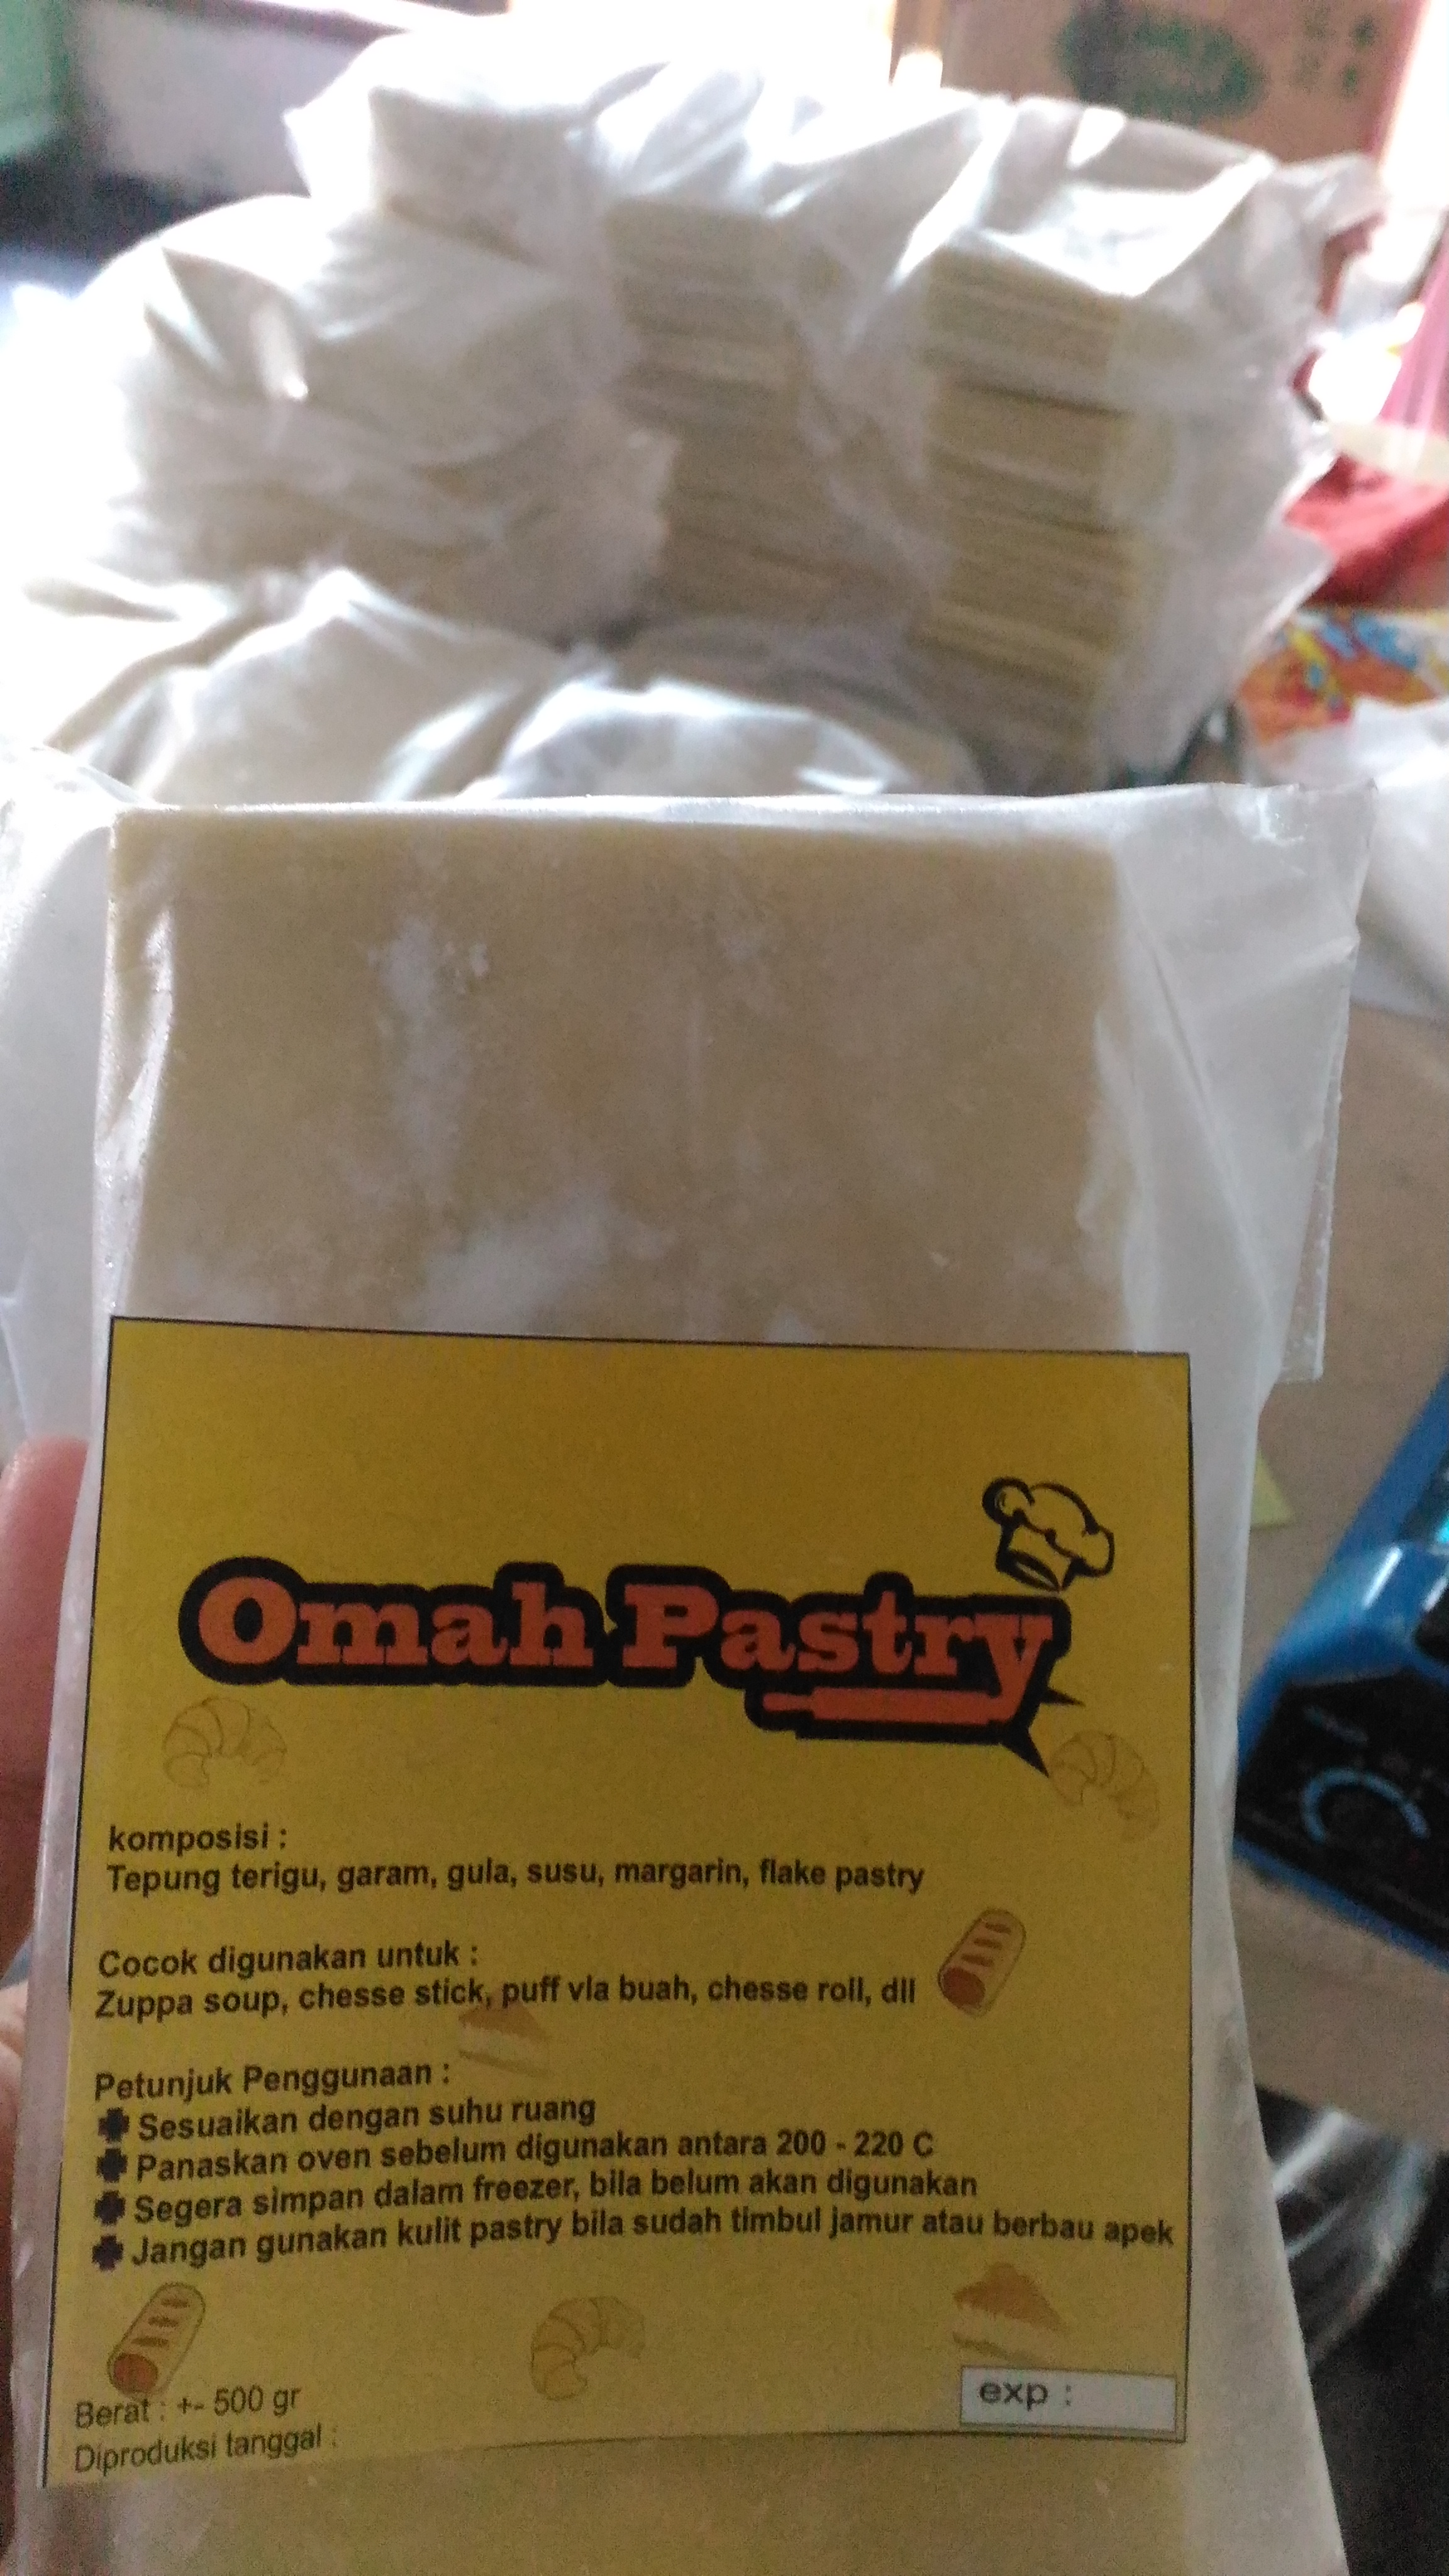 Omah Pastry
komposisi :
Tepung terigu, garam, gula, susu, margarin, flake pastry
Cocok digunakan untuk :
Zuppa soup, chesse stick, puff vla buah, chesse roll, dll
Petunjuk Penggunaan :
Sesuaikan dengan suhu ruang
Panaskan oven sebelum digunakan antara 200 - 220 C
Segera simpan dalam freezer, bila belum akan digunakan
Jangan gunakan kulit pastry bila sudah timbul jamur atau berbau apek
Berat : +- 500 gr
Diproduksi tanggal :
exp :